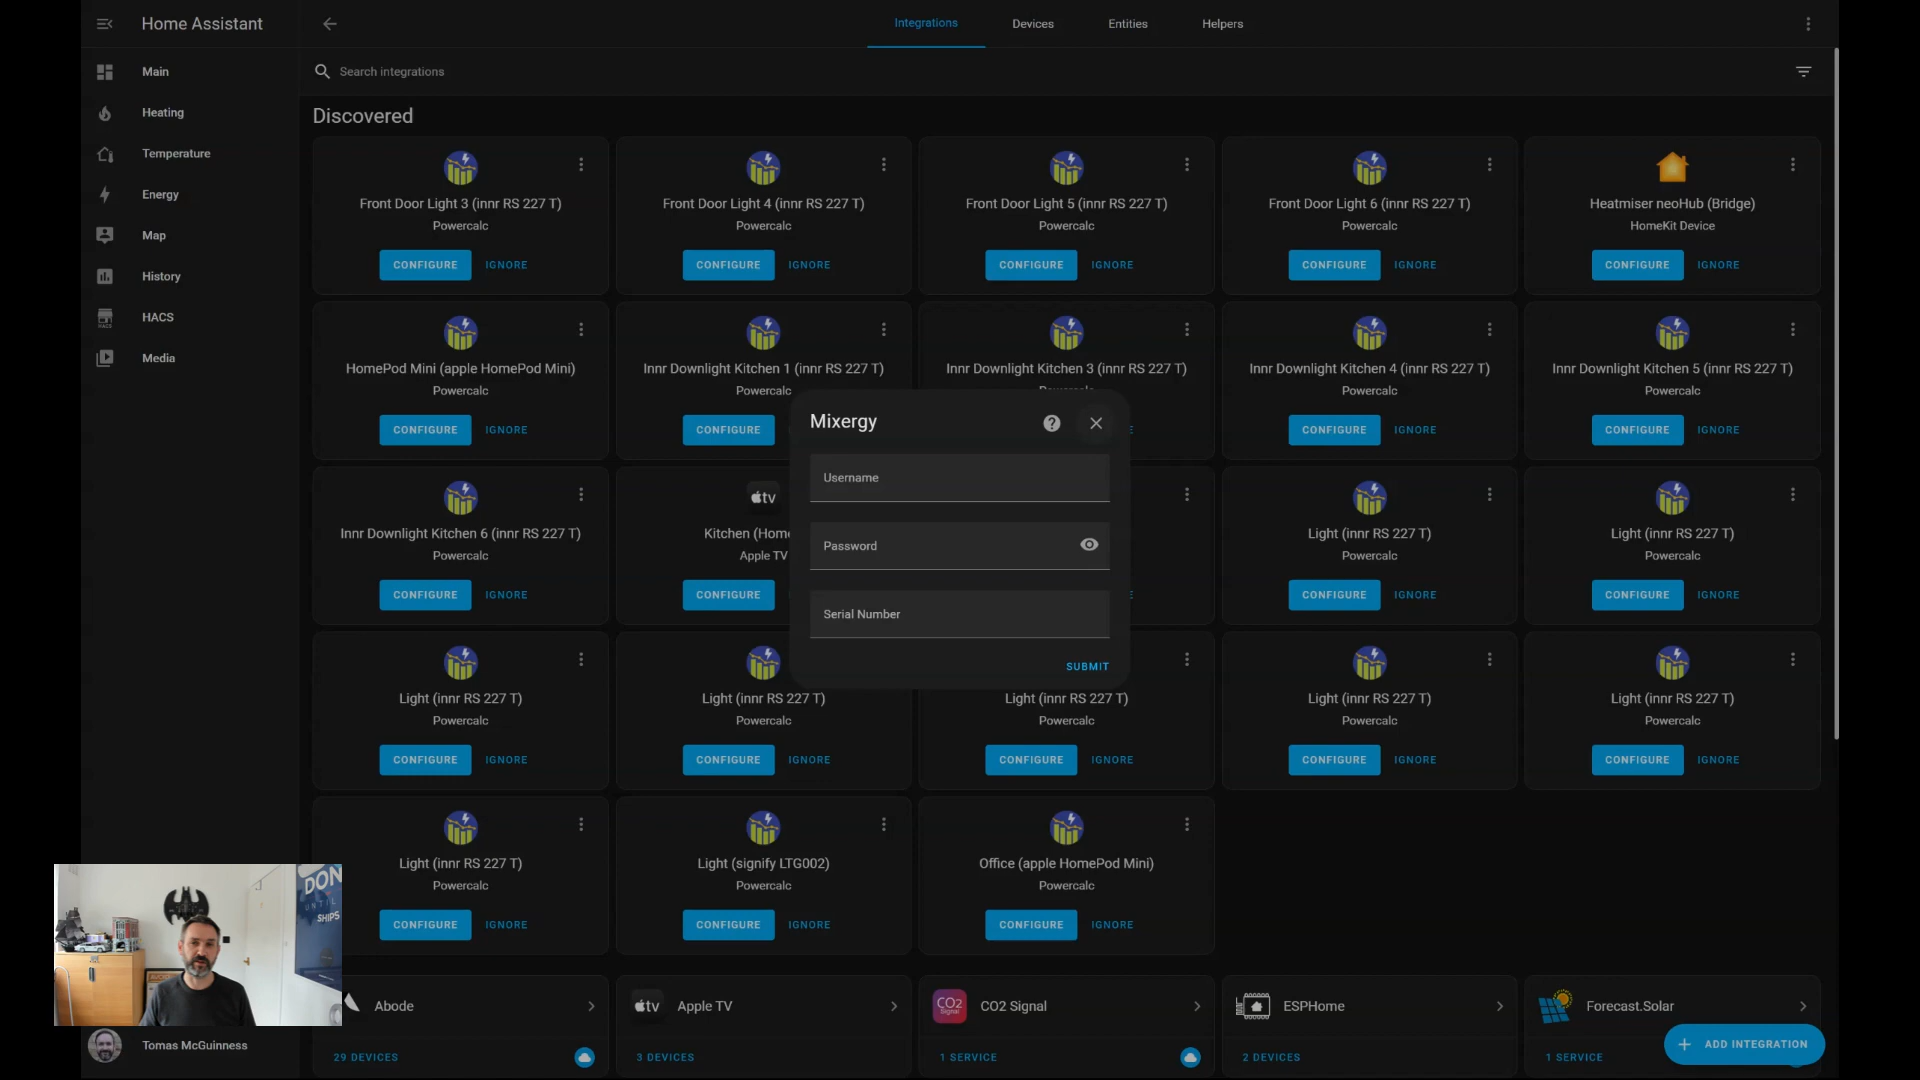 Home Assistant
Integrations
Devices
Entities
Helpers
Main
Heating
Temperature
Energy
Map
History
HACS
Media
Search integrations
Discovered
Front Door Light 3 (innr RS 227 T)
Powercalc
CONFIGURE IGNORE
Front Door Light 4 (innr RS 227 T)
Powercalc
CONFIGURE IGNORE
Front Door Light 5 (innr RS 227 T)
Powercalc
CONFIGURE IGNORE
Front Door Light 6 (innr RS 227 T)
Powercalc
CONFIGURE IGNORE
Heatmiser neoHub (Bridge)
HomeKit Device
CONFIGURE IGNORE
HomePod Mini (apple HomePod Mini)
Powercalc
CONFIGURE IGNORE
Innr Downlight Kitchen 1 (innr RS 227 T)
Powercalc
CONFIGURE
Innr Downlight Kitchen 3 (innr RS 227 T)
Powercalc
Innr Downlight Kitchen 4 (innr RS 227 T)
Powercalc
CONFIGURE IGNORE
Innr Downlight Kitchen 5 (innr RS 227 T)
Powercalc
CONFIGURE IGNORE
Mixergy
Username
Password
Serial Number
SUBMIT
Innr Downlight Kitchen 6 (innr RS 227 T)
Powercalc
CONFIGURE IGNORE
tv
Kitchen (Hom
Apple TV
CONFIGURE
Light (innr RS 227 T)
Powercalc
CONFIGURE IGNORE
Light (innr RS 227 T)
Powercalc
CONFIGURE IGNORE
Light (innr RS 227 T)
Powercalc
CONFIGURE IGNORE
Light (innr RS 227 T)
Powercalc
CONFIGURE IGNORE
Light (innr RS 227 T)
Powercalc
CONFIGURE IGNORE
Light (innr RS 227 T)
Powercalc
CONFIGURE IGNORE
Light (innr RS 227 T)
Powercalc
CONFIGURE IGNORE
Light (innr RS 227 T)
Powercalc
CONFIGURE IGNORE
Light (signify LTG002)
Powercalc
CONFIGURE IGNORE
Office (apple HomePod Mini)
Powercalc
CONFIGURE IGNORE
DON
UNTIL
SHIPS
Abode
29 DEVICES
tv
Apple TV
3 DEVICES
CO2
Signal
CO2 Signal
1 SERVICE
ESPHome
2 DEVICES
Forecast.Solar
1 SERVICE
ADD INTEGRATION
Tomas McGuinness